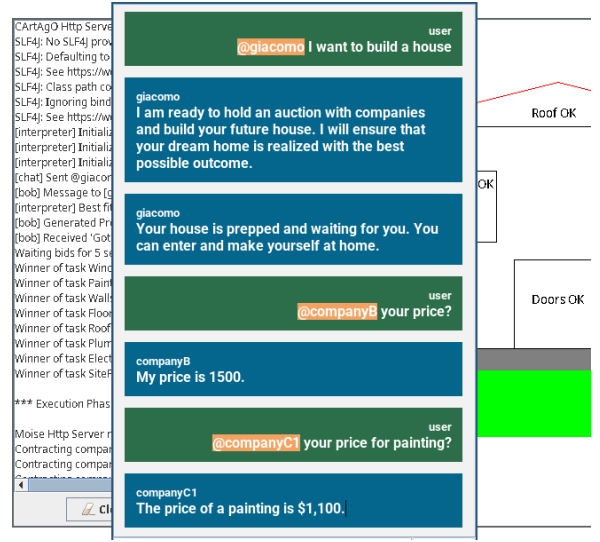 CArtAgO Http Serve
SLF4J: No SLF4J prov
SLF4J: Defaulting to
SLF4J: See https://w
SLF4J: Class path co
SLF4J: Ignoring bind
SLF4J: See https://w
[interpreter] Initializ
[interpreter] Initializ
[interpreter] Initializ
[chat] Sent @giacor
[bob] Message to [g
[interpreter] Best fit
[bob] Generated Pr
[bob] Received 'Got
Waiting bids for 5 se
Winner of task Wind
Winner of task Paint
Winner of task Walls
Winner of task Floor
Winner of task Roof
Winner of task Plum
Winner of task Elect
Winner of task SiteP
*** Execution Phas
Moise Http Server r
Contracting compar
Contracting compar
Cl
user
@giacomo I want to build a house
giacomo
I am ready to hold an auction with companies
and build your future house. I will ensure that
your dream home is realized with the best
possible outcome.
giacomo
Your house is prepped and waiting for you. You
can enter and make yourself at home.
user
@companyB your price?
companyB
My price is 1500.
user
@companyC1 your price for painting?
companyC1
The price of a painting is $1,100.
Roof OK
OK
Doors OK